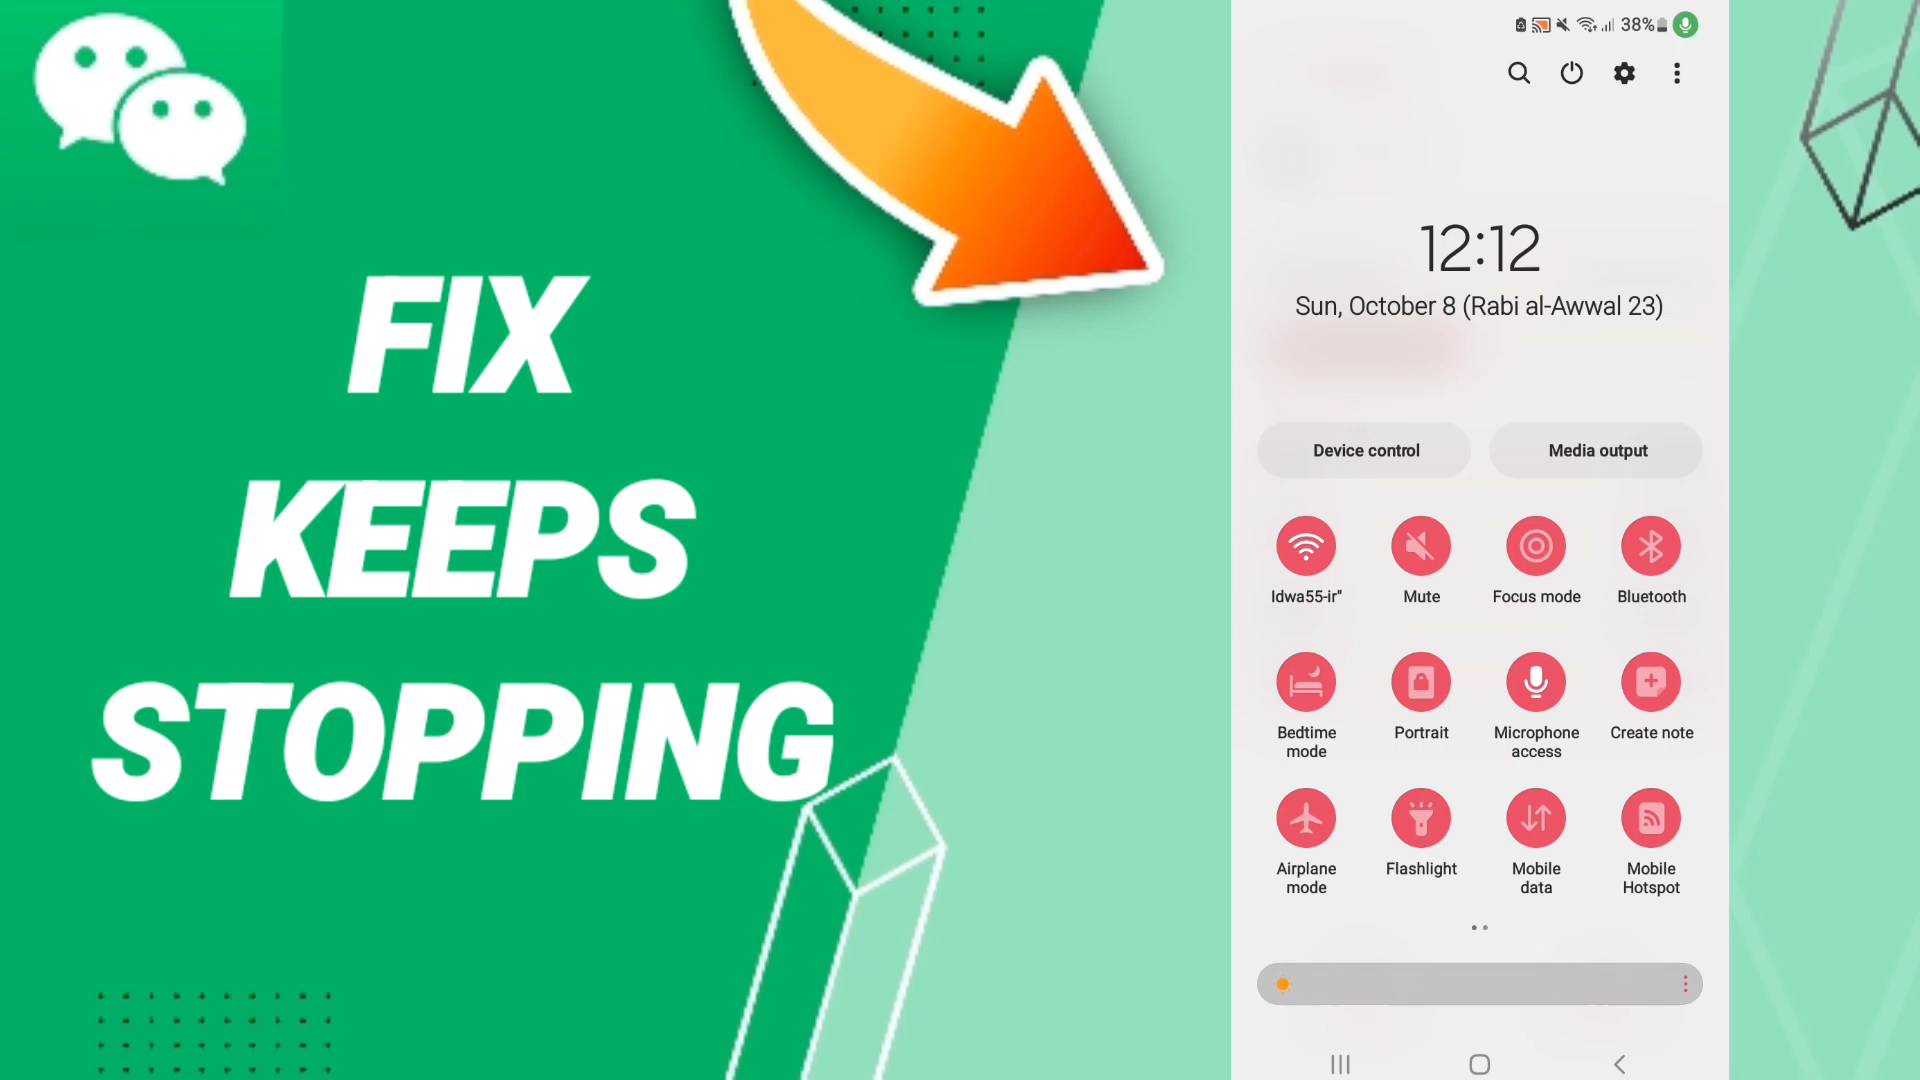 FIX
KEEPS
STOPPING
38%
12:12
Sun, October 8 (Rabi al-Awwal 23)
Device control
Media output
Idwa55-ir"
Mute
Focus mode
Bluetooth
Bedtime
mode
Portrait
Microphone
access
Create note
Airplane
mode
Flashlight
Mobile
data
Mobile
Hotspot